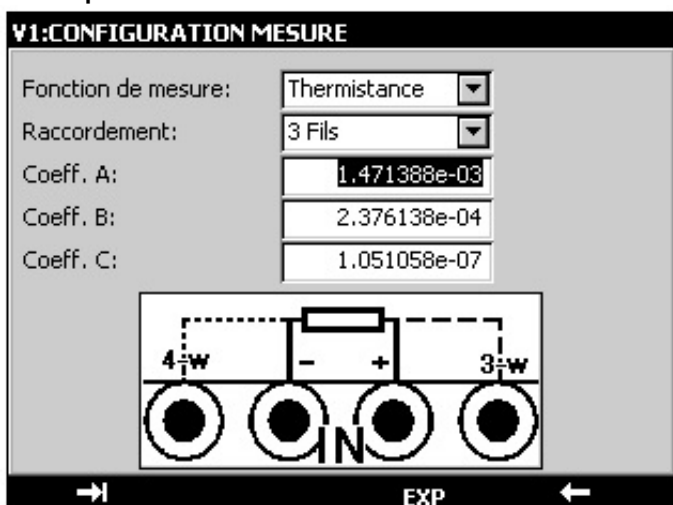 V1:CONFIGURATION MESURE
Fonction de mesure: Thermistance
Raccordement: 3 Fils
Coeff. A: 1.471388e-03
Coeff. B: 2.376138e-04
Coeff. C: 1.051058e-07
4-w - + 3-w
IN
EXP